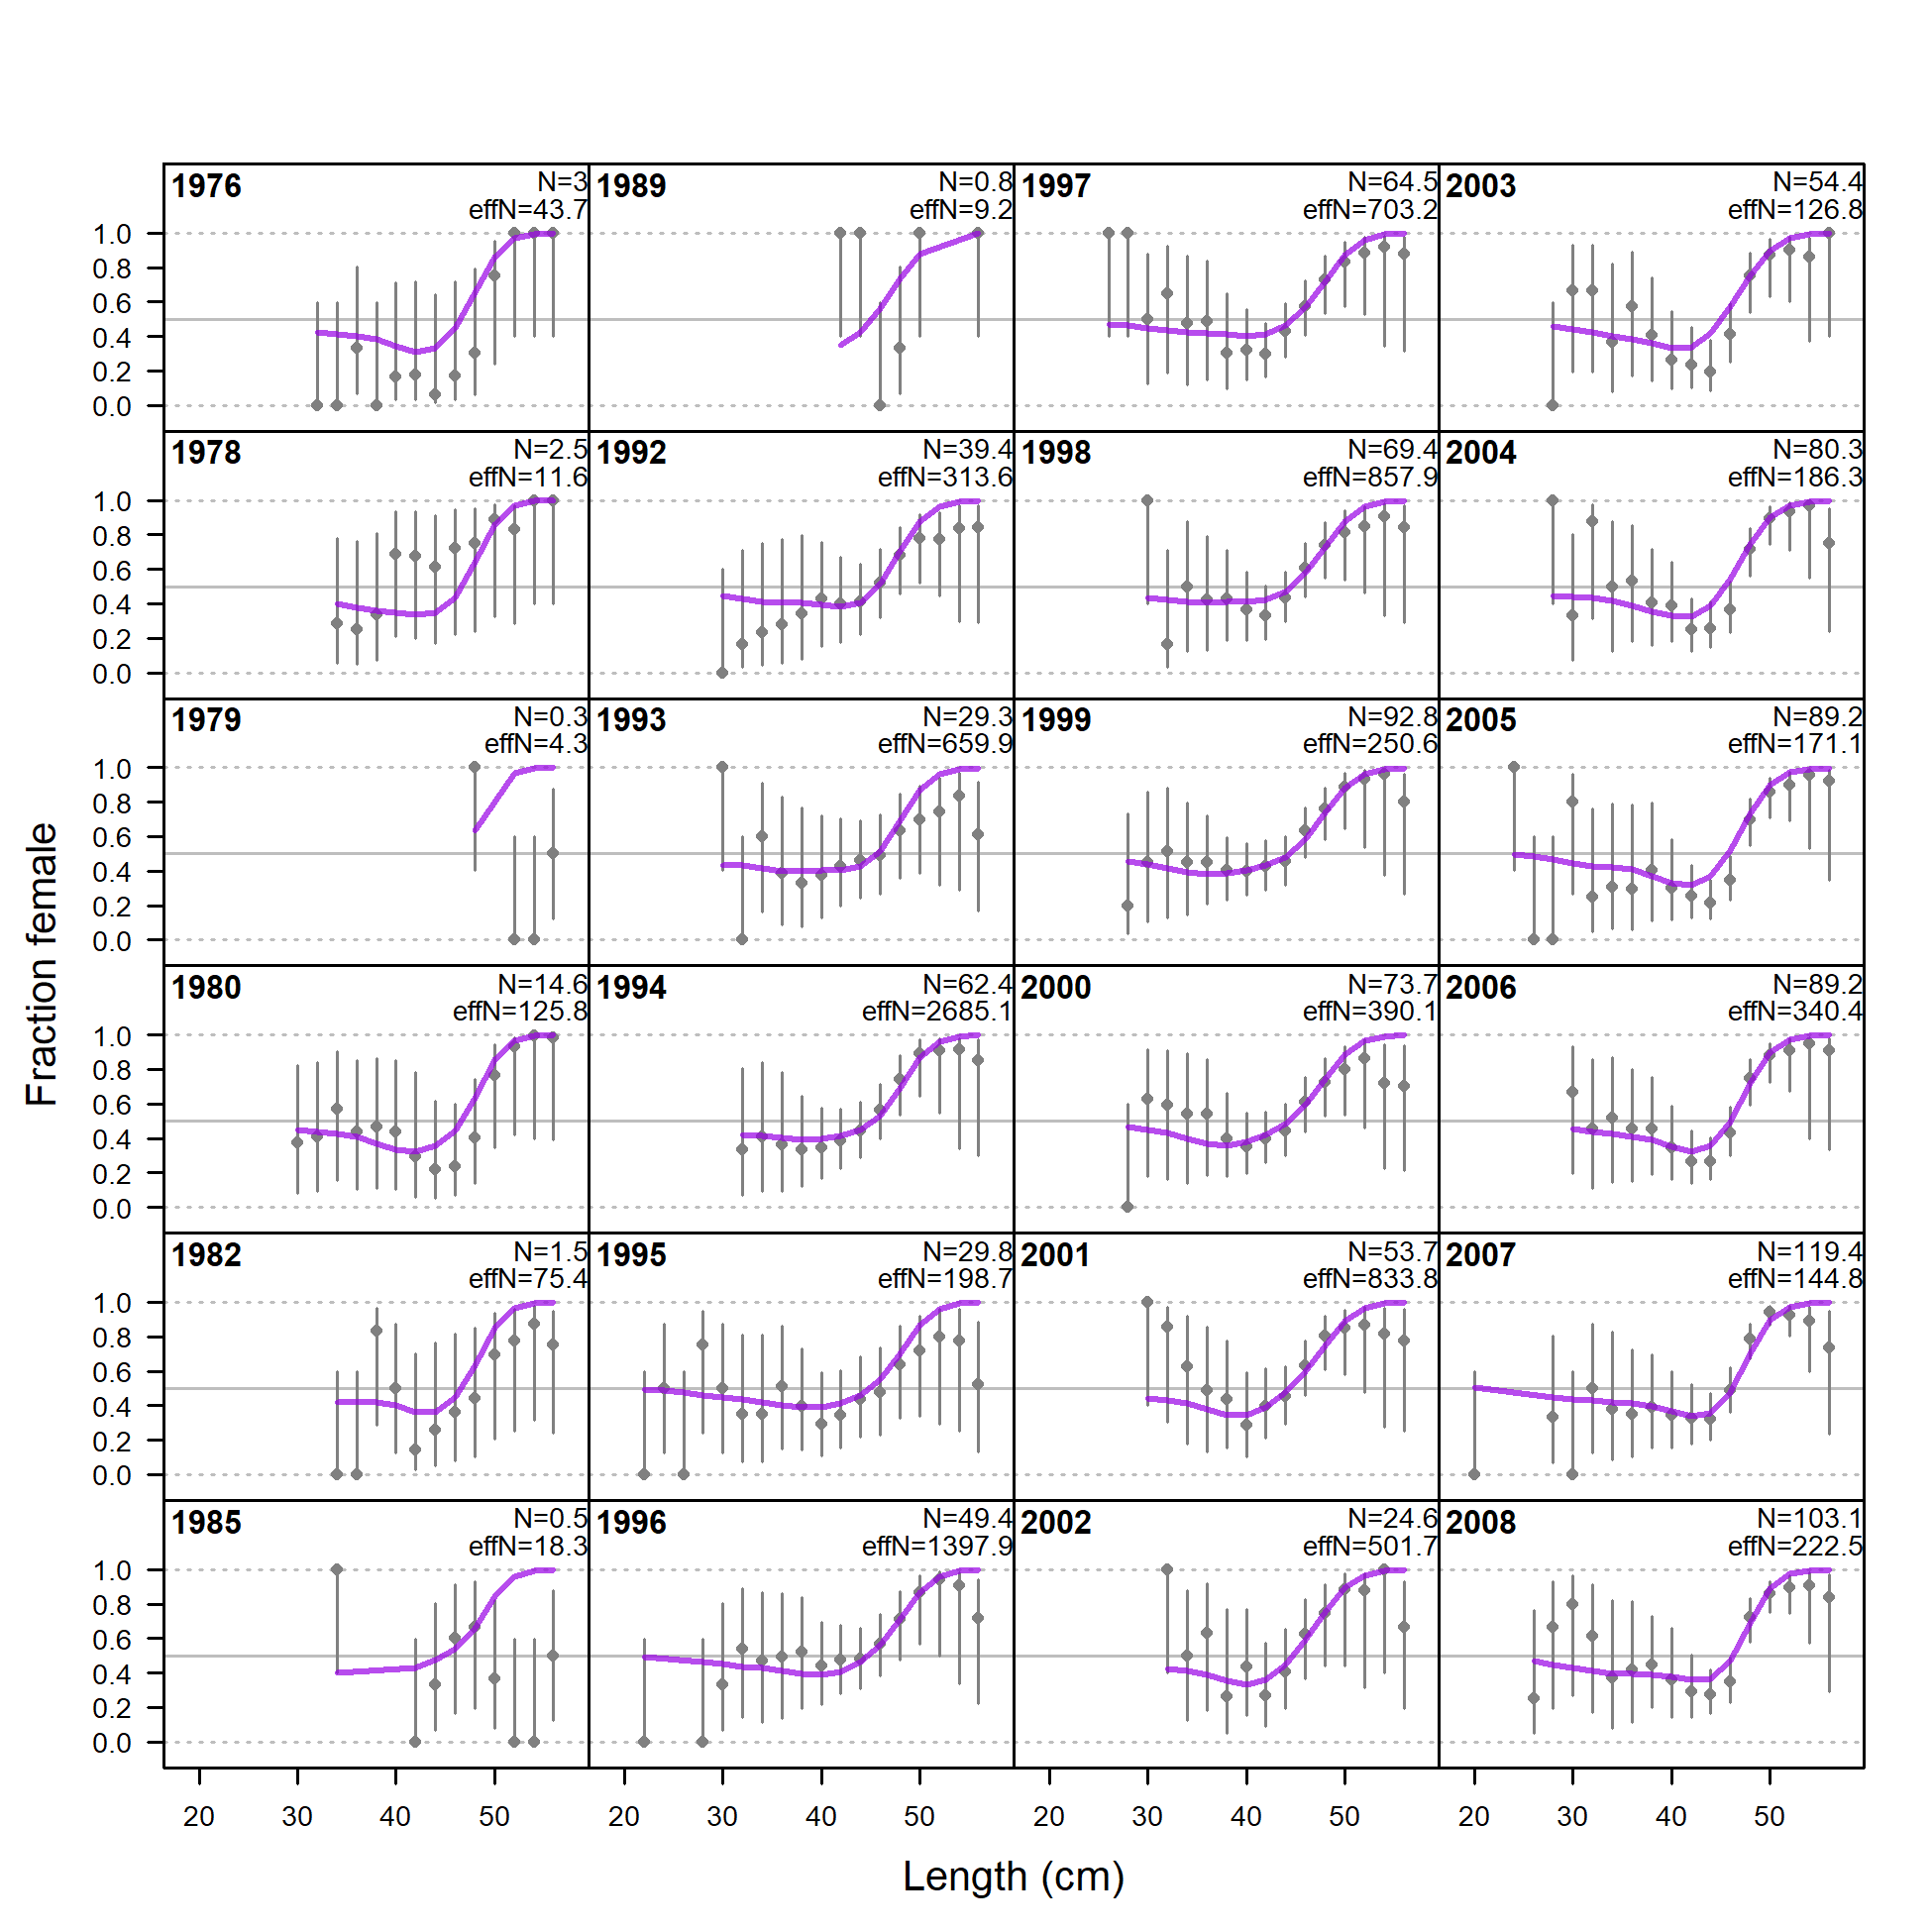 1976 N=3 1989 N=0.8 1997 N=64.5 2003 N=54.4
effN=43.7 effN=9.2 effN=703.2 effN=126.8
1.0
0.8
0.6
0.4
0.2
0.0
1978 N=2.5 1992 N=39.4 1998 N=69.4 2004 N=80.3
effN=11.6 effN=313.6 effN=857.9 effN=186.3
1.0
0.8
0.6
0.4
0.2
0.0
1979 N=0.3 1993 N=29.3 1999 N=92.8 2005 N=89.2
effN=4.3 effN=659.9 effN=250.6 effN=171.1
1.0
0.8
0.6
0.4
0.2
0.0
Fraction female
1980 N=14.6 1994 N=62.4 2000 N=73.7 2006 N=89.2
effN=125.8 effN=2685.1 effN=390.1 effN=340.4
1.0
0.8
0.6
0.4
0.2
0.0
1982 N=1.5 1995 N=29.8 2001 N=53.7 2007 N=119.4
effN=75.4 effN=198.7 effN=833.8 effN=144.8
1.0
0.8
0.6
0.4
0.2
0.0
1985 N=0.5 1996 N=49.4 2002 N=24.6 2008 N=103.1
effN=18.3 effN=1397.9 effN=501.7 effN=222.5
1.0
0.8
0.6
0.4
0.2
0.0
20 30 40 50 20 30 40 50 20 30 40 50 20 30 40 50
Length (cm)